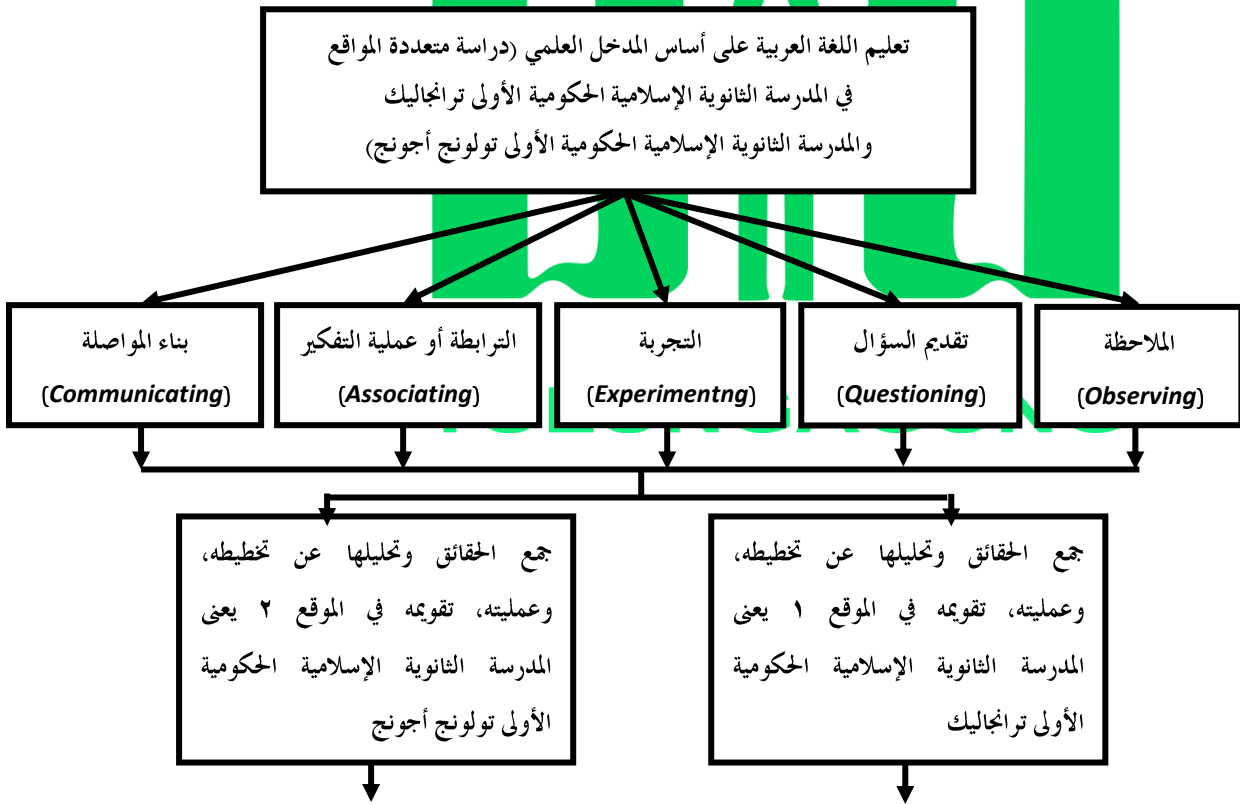 تعليم اللغة العربية على أساس المدخل العلمي (دراسة متعددة المواقع
في المدرسة الثانوية الإسلامية الحكومية الأولى ترانجاليك
والمدرسة الثانوية الإسلامية الحكومية الأولى تولونج أجونج)
الملاحظة
(Observing)
تقديم السؤال
(Questioning)
التجربة
(Experimentng)
الترابطة أو عملية التفكير
(Associating)
بناء المواصلة
(Communicating)
جمع الحقائق وتحليلها عن تخطيطه،
وعمليته، تقويمه في الموقع ١ يعنى
المدرسة الثانوية الإسلامية الحكومية
الأولى ترانجاليك
جمع الحقائق وتحليلها عن تخطيطه،
وعمليته، تقويمه في الموقع ٢ يعنى
المدرسة الثانوية الإسلامية الحكومية
الأولى تولونج أجونج